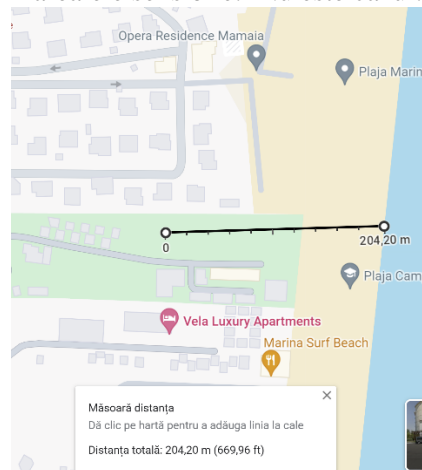 Opera Residence Mamaia
Plaja Marin
0
204,20 m
Plaja Cam
Vela Luxury Apartments
Marina Surf Beach
Măsoară distanța
Dă clic pe hartă pentru a adăuga linia la cale
Distanța totală: 204,20 m (669,96 ft)